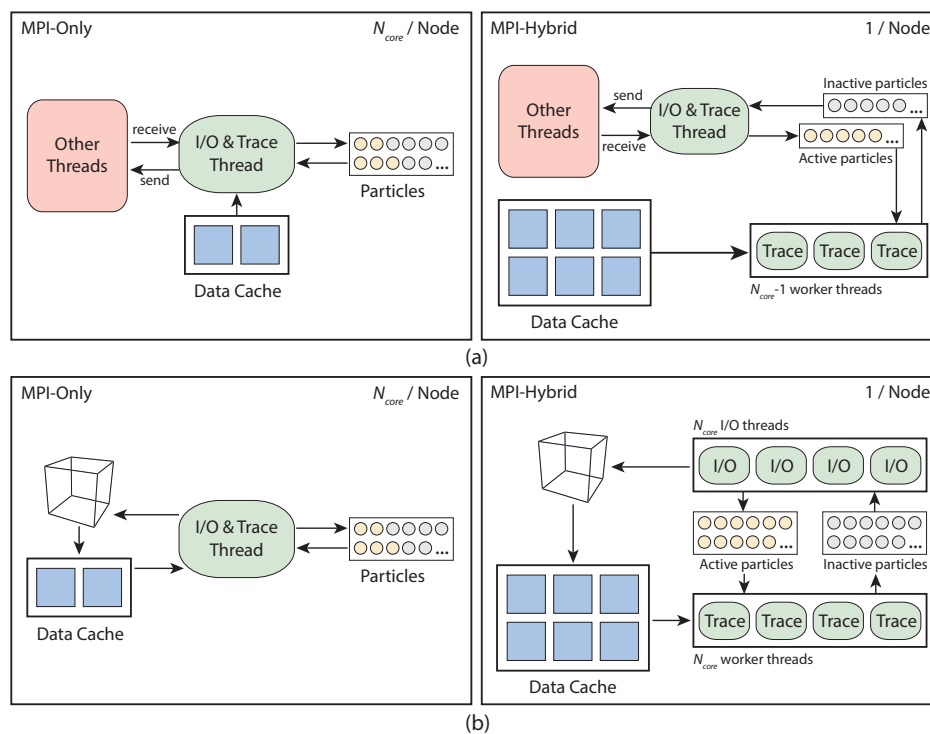 MPI-Only
N_core / Node
Other
Threads
receive
send
I/O & Trace
Thread
...
Particles
Data Cache
MPI-Hybrid
1 / Node
Other
Threads
send
receive
I/O & Trace
Thread
Inactive particles
...
...
Active particles
Trace
Trace
Trace
N_core-1 worker threads
Data Cache
(a)
MPI-Only
N_core / Node
I/O & Trace
Thread
...
Particles
Data Cache
MPI-Hybrid
1 / Node
N_core I/O threads
I/O
I/O
I/O
I/O
...
...
Active particles
Inactive particles
Trace
Trace
Trace
Trace
N_core worker threads
Data Cache
(b)